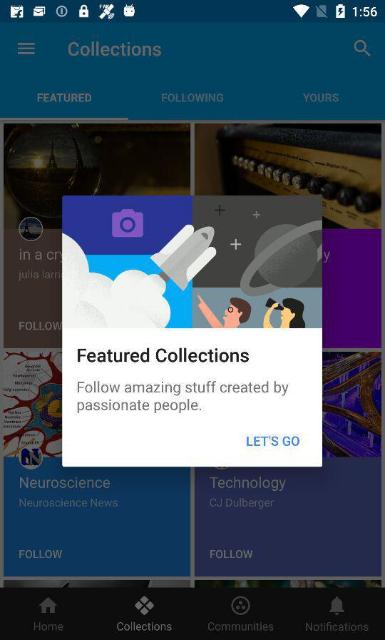 1:56
Collections
FEATURED FOLLOWING YOURS
in a cry
julia larn
y
FOLLOW
Featured Collections
Follow amazing stuff created by
passionate people.
LET'S GO
Neuroscience
Neuroscience News
FOLLOW
Technology
CJ Dulberger
FOLLOW
Home Collections Communities Notifications